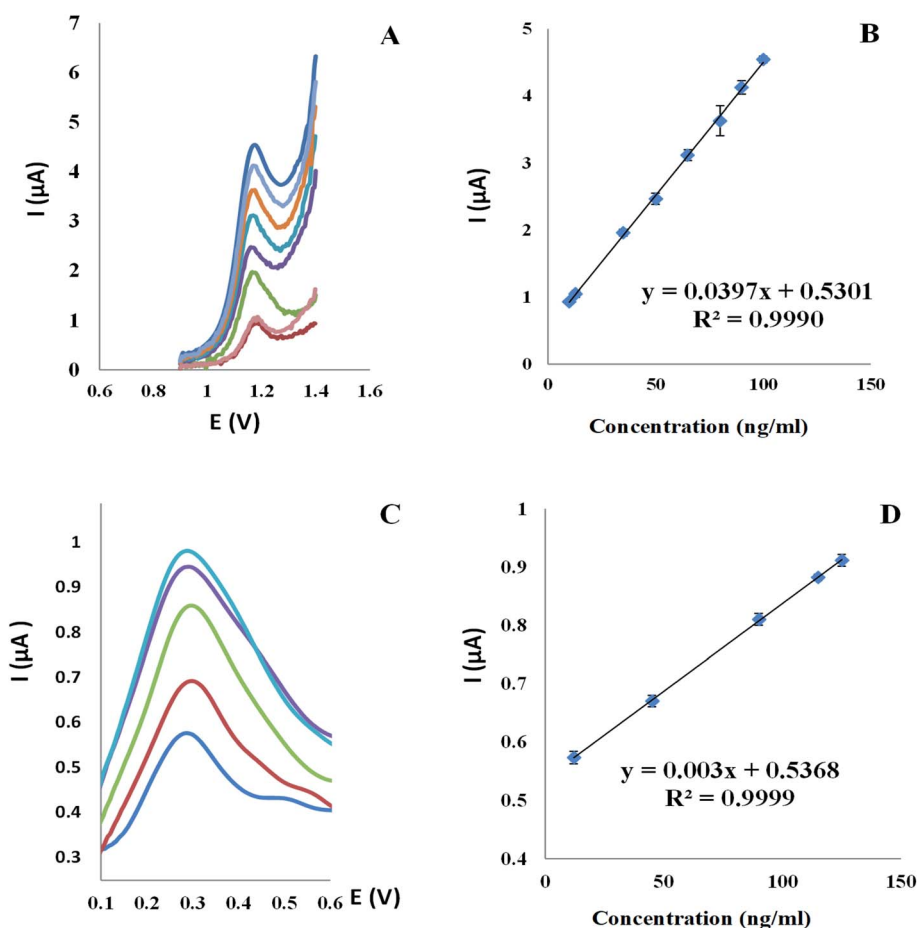 A
I (µA)
7
6
5
4
3
2
1
0
0.6 0.8 1 1.2 1.4 1.6
E (V)
B
I (µA)
5
4
3
2
1
0
y = 0.0397x + 0.5301
R² = 0.9990
0 50 100 150
Concentration (ng/ml)
C
I (µA)
1
0.9
0.8
0.7
0.6
0.5
0.4
0.3
0.1 0.2 0.3 0.4 0.5 0.6
E (V)
D
I (µA)
1
0.9
0.8
0.7
0.6
0.5
0.4
y = 0.003x + 0.5368
R² = 0.9999
0 50 100 150
Concentration (ng/ml)